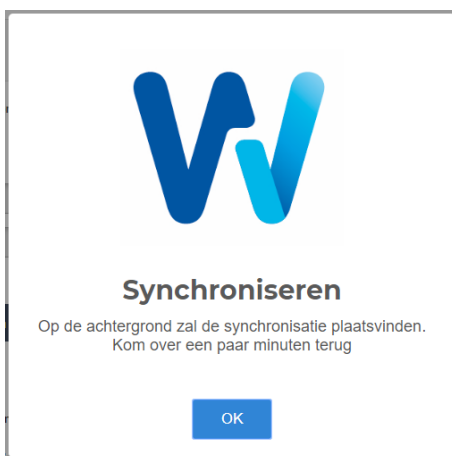 Synchroniseren
Op de achtergrond zal de synchronisatie plaatsvinden.
Kom over een paar minuten terug
OK